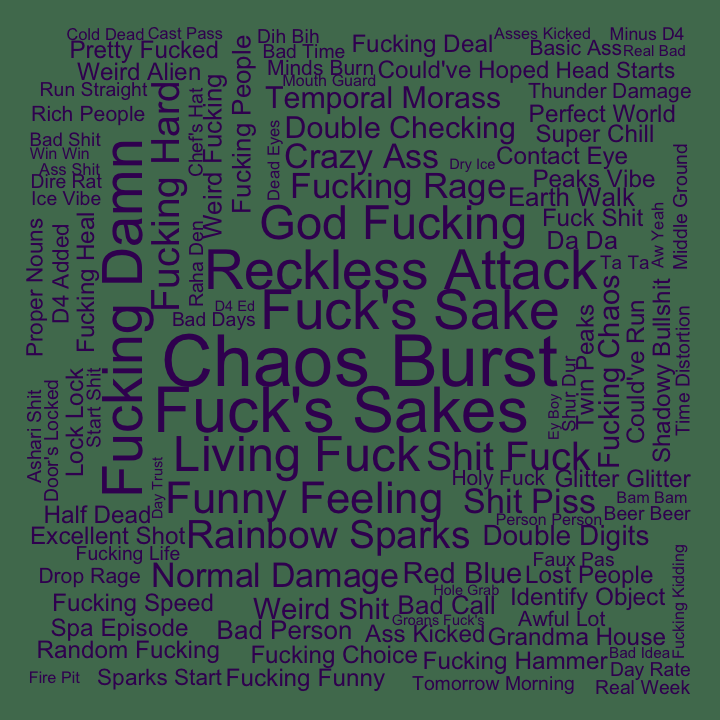 Cold Dead
Cast Pass
Dih Bih
Fucking Deal
Asses Kicked
Minus D4
Pretty Fucked
Bad Time
Basic Ass
Real Bad
Weird Alien
Minds Burn
Could've Hoped
Head Starts
Mouth Guard
Run Straight
Temporal Morass
Thunder Damage
Rich People
Fucking Hard
Chef's Hat
Weird Fucking
Fucking People
Perfect World
Double Checking
Super Chill
Bad Shit
Dead Eyes
Win Win
Crazy Ass
Dry Ice
Contact Eye
Ass Shit
Dire Rat
Fucking Rage
Peaks Vibe
Ice Vibe
Earth Walk
Middle Ground
Fucking Damn
God Fucking
Fuck Shit
Aw Yeah
Proper Nouns
D4 Added
Fucking Heal
Raha Den
Da Da
Reckless Attack
Ta Ta
D4 Ed
Bad Days
Fuck's Sake
Twin Peaks
Fucking Chaos
Could've Run
Shadowy Bullshit
Time Distortion
Chaos Burst
Shur Dur
Ey Boy
Ashari Shit
Door's Locked
Lock Lock
Start Shit
Fuck's Sakes
Living Fuck
Shit Fuck
Day Trust
Holy Fuck
Glitter Glitter
Funny Feeling
Shit Piss
Bam Bam
Half Dead
Person Person
Beer Beer
Excellent Shot
Rainbow Sparks
Double Digits
Fucking Life
Faux Pas
Drop Rage
Normal Damage
Red Blue
Lost People
Fucking Kidding
Hole Grab
Fucking Speed
Weird Shit
Bad Call
Identify Object
Groans Fuck's
Awful Lot
Spa Episode
Bad Person
Ass Kicked
Grandma House
Random Fucking
Fucking Choice
Fucking Hammer
Bad Idea
Day Rate
Fire Pit
Sparks Start
Fucking Funny
Tomorrow Morning
Real Week